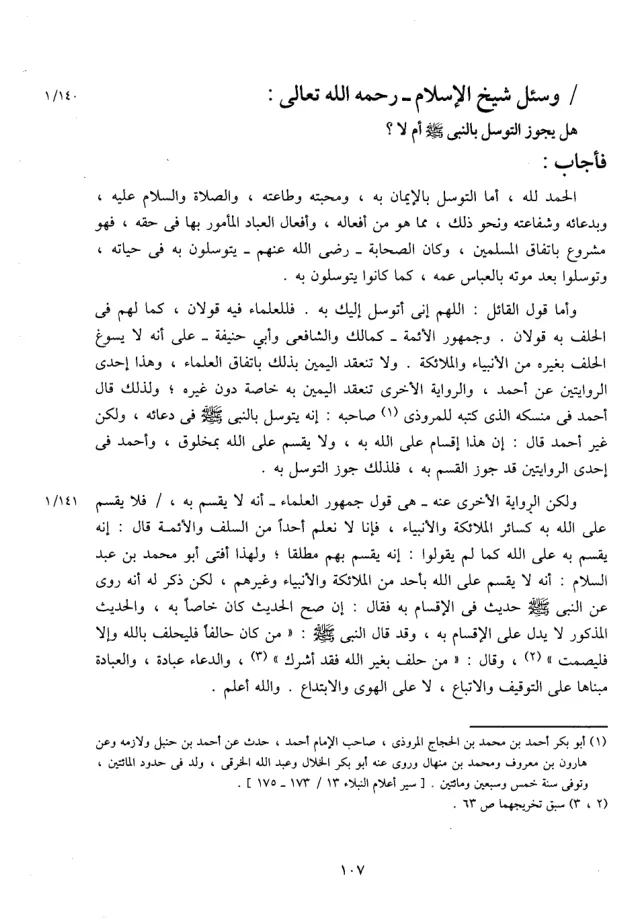 / وسئل شيخ الإسلام ـ رحمه الله تعالى :
١/١٤٠
هل يجوز التوسل بالنبى ﷺ أم لا ؟
فأجاب :
الحمد لله ، أما التوسل بالإيمان به ، ومحبته وطاعته ، والصلاة والسلام عليه ،
وبدعائه وشفاعته ونحو ذلك ، مما هو من أفعاله ، وأفعال العباد المأمور بها فى حقه ، فهو
مشروع باتفاق المسلمين ، وكان الصحابة ـ رضى الله عنهم ـ يتوسلون به فى حياته ،
وتوسلوا بعد موته بالعباس عمه ، كما كانوا يتوسلون به .
وأما قول القائل : اللهم إنى أتوسل إليك به . فللعلماء فيه قولان ، كما لهم فى
الحلف به قولان . وجمهور الأئمة ـ كمالك والشافعى وأبي حنيفة ـ على أنه لا يسوغ
الحلف بغيره من الأنبياء والملائكة . ولا تنعقد اليمين بذلك باتفاق العلماء ، وهذا إحدى
الروايتين عن أحمد ، والرواية الأخرى تنعقد اليمين به خاصة دون غيره ؛ ولذلك قال
أحمد فى منسكه الذى كتبه للمروذى (١) صاحبه : إنه يتوسل بالنبى ﷺ فى دعائه ، ولكن
غير أحمد قال : إن هذا إقسام على الله به ، ولا يقسم على الله بمخلوق ، وأحمد فى
إحدى الروايتين قد جوز القسم به ، فلذلك جوز التوسل به .
ولكن الرواية الأخرى عنه ـ هى قول جمهور العلماء ـ أنه لا يقسم به ، / فلا يقسم
١/١٤١
على الله به كسائر الملائكة والأنبياء ، فإنا لا نعلم أحداً من السلف والأئمة قال : إنه
يقسم به على الله كما لم يقولوا : إنه يقسم بهم مطلقا ؛ ولهذا أفتى أبو محمد بن عبد
السلام : أنه لا يقسم على الله بأحد من الملائكة والأنبياء وغيرهم ، لكن ذكر له أنه روى
عن النبى ﷺ حديث فى الإقسام به فقال : إن صح الحديث كان خاصاً به ، والحديث
المذكور لا يدل على الإقسام به ، وقد قال النبى ﷺ : « من كان حالفاً فليحلف بالله وإلا
فليصمت » (٢) ، وقال : « من حلف بغير الله فقد أشرك » (٣) ، والدعاء عبادة ، والعبادة
مبناها على التوقيف والاتباع ، لا على الهوى والابتداع . والله أعلم .
(١) أبو بكر أحمد بن محمد بن الحجاج المروذى ، صاحب الإمام أحمد ، حدث عن أحمد بن حنبل ولازمه وعن
هارون بن معروف ومحمد بن منهال وروى عنه أبو بكر الخلال وعبد الله الخرقى ، ولد فى حدود المائتين ،
وتوفى سنة خمس وسبعين ومائتين . [ سير أعلام النبلاء ١٣ / ١٧٣ ـ ١٧٥ ] .
(٢ ، ٣) سبق تخريجهما ص ٦٣ .
١٠٧